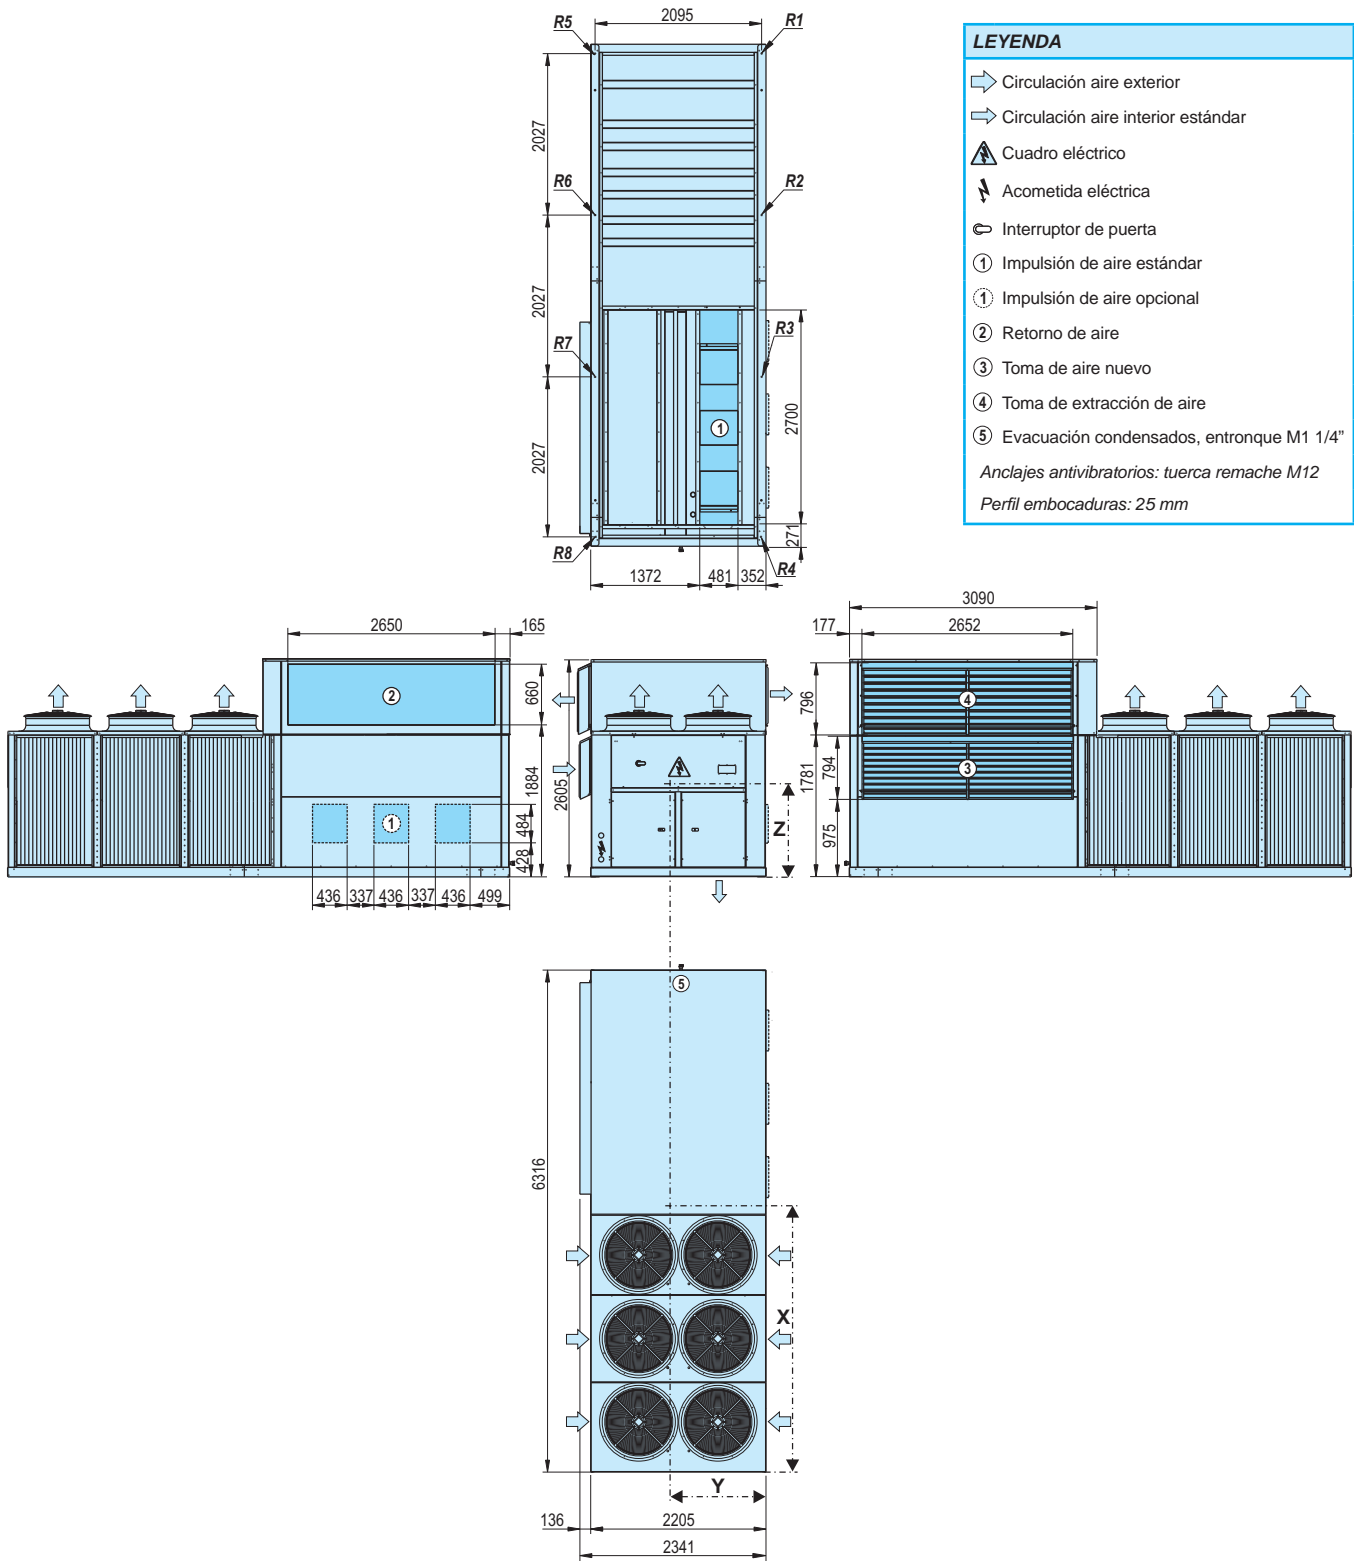 R5
2095
R1
LEYENDA
Circulación aire exterior
Circulación aire interior estándar
Cuadro eléctrico
Acometida eléctrica
Interruptor de puerta
1 Impulsión de aire estándar
1 Impulsión de aire opcional
2 Retorno de aire
3 Toma de aire nuevo
4 Toma de extracción de aire
5 Evacuación condensados, entronque M1 1/4”
Anclajes antivibratorios: tuerca remache M12
Perfil embocaduras: 25 mm
2027
R6
R2
2027
R7
R3
2027
1
2700
271
R8
R4
1372
481
352
2650
165
2
660
1884
1
484
428
436
337
436
337
436
499
2605
Z
3090
177
2652
4
796
3
1781
794
975
5
6316
X
Y
136
2205
2341